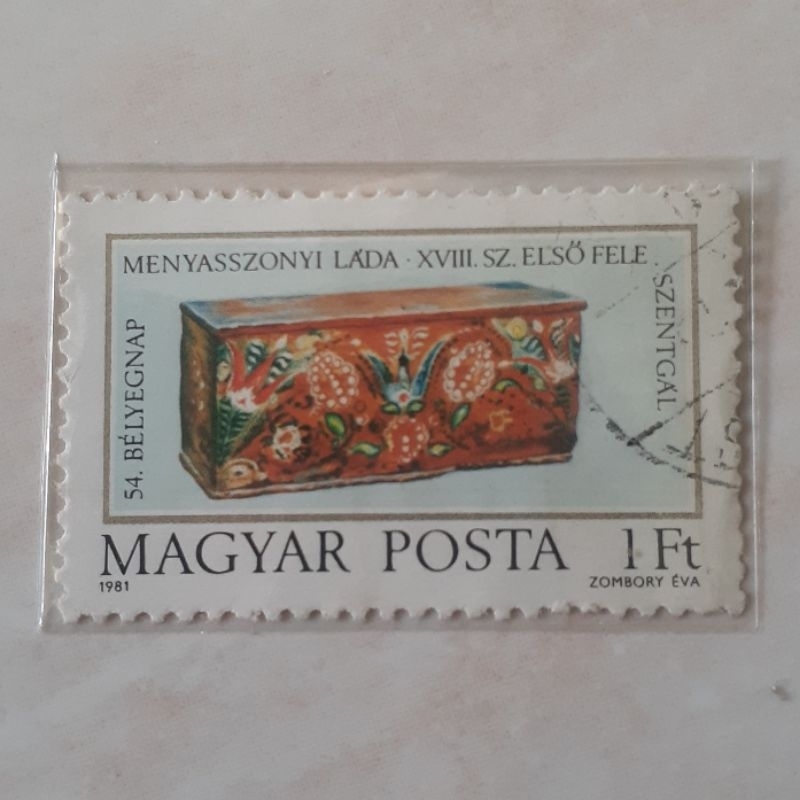 MENYASSZONYI LÁDA · XVIII. SZ. ELSŐ FELE .
SZENTGÁL
54. BÉLYEGNAP
MAGYAR POSTA 1 Ft
1981 ZOMBORY ÉVA